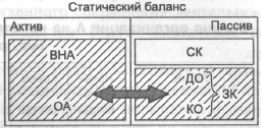 Статический баланс
Актив Пассив
ВНА СК
ДО
ЗК
ОА КО